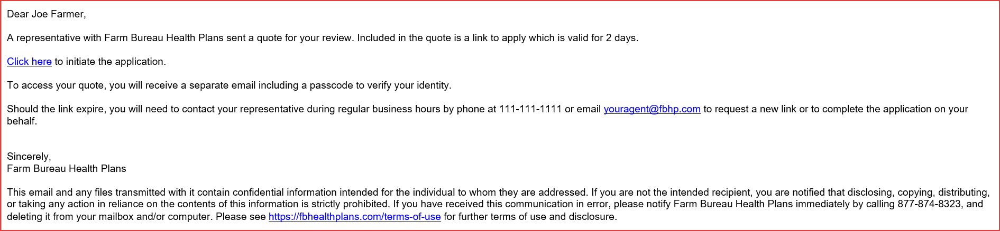 Dear Joe Farmer,
A representative with Farm Bureau Health Plans sent a quote for your review. Included in the quote is a link to apply which is valid for 2 days.
Click here to initiate the application.
To access your quote, you will receive a separate email including a passcode to verify your identity.
Should the link expire, you will need to contact your representative during regular business hours by phone at 111-111-1111 or email youragent@fbhp.com to request a new link or to complete the application on your
behalf.
Sincerely,
Farm Bureau Health Plans
This email and any files transmitted with it contain confidential information intended for the individual to whom they are addressed. If you are not the intended recipient, you are notified that disclosing, copying, distributing,
or taking any action in reliance on the contents of this information is strictly prohibited. If you have received this communication in error, please notify Farm Bureau Health Plans immediately by calling 877-874-8323, and
deleting it from your mailbox and/or computer. Please see https://fbhealthplans.com/terms-of-use for further terms of use and disclosure.